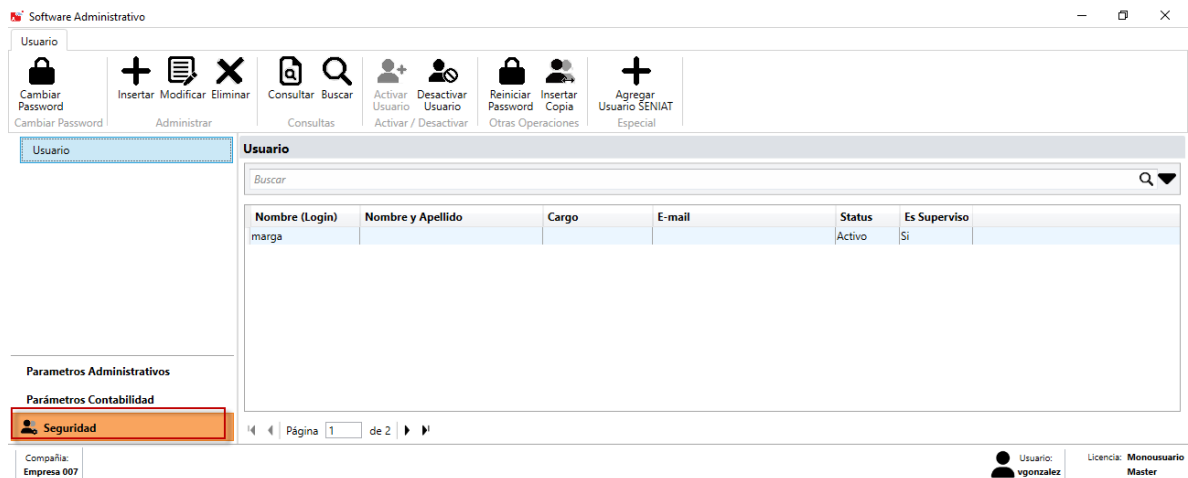 Software Administrativo
Usuario
Cambiar Password
Insertar Modificar Eliminar
Consultar Buscar
Activar Usuario
Desactivar Usuario
Reiniciar Password
Insertar Copia
Agregar Usuario SENIAT
Cambiar Password Administrar Consultas Activar / Desactivar Otras Operaciones Especial
Usuario
Usuario
Buscar
Nombre (Login) Nombre y Apellido Cargo E-mail Status Es Superviso
marga Activo Si
Parametros Administrativos
Parámetros Contabilidad
Seguridad
Página 1 de 2
Compañia:
Empresa 007
Usuario:
vgonzalez
Licencia: Monousuario
Master